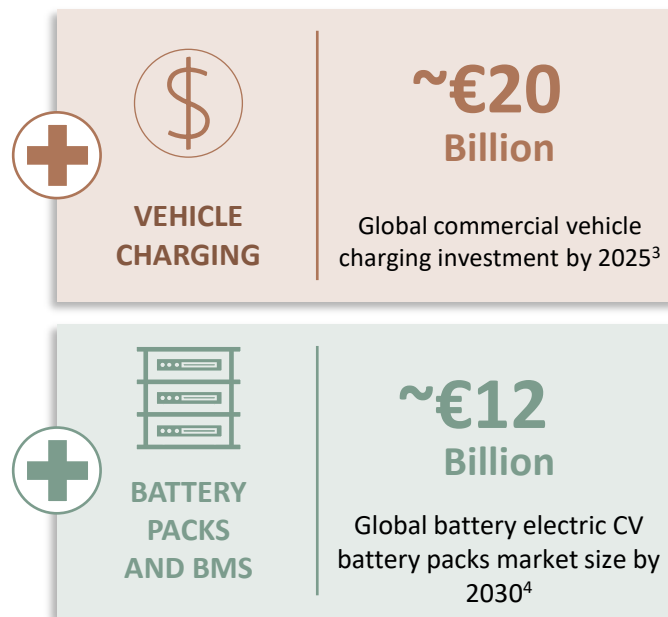 VEHICLE
CHARGING
~€20
Billion
Global commercial vehicle
charging investment by 2025³
BATTERY
PACKS
AND BMS
~€12
Billion
Global battery electric CV
battery packs market size by
2030⁴